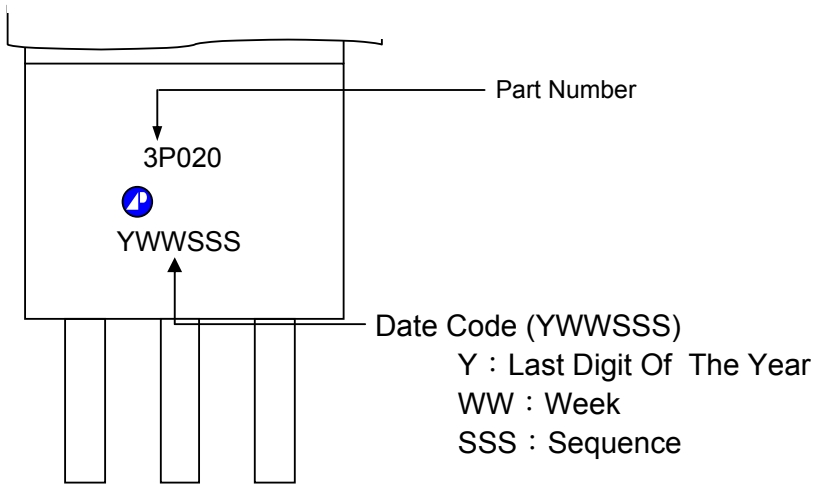 Part Number
3P020
YWWSSS
Date Code (YWWSSS)
Y：Last Digit Of The Year
WW：Week
SSS：Sequence